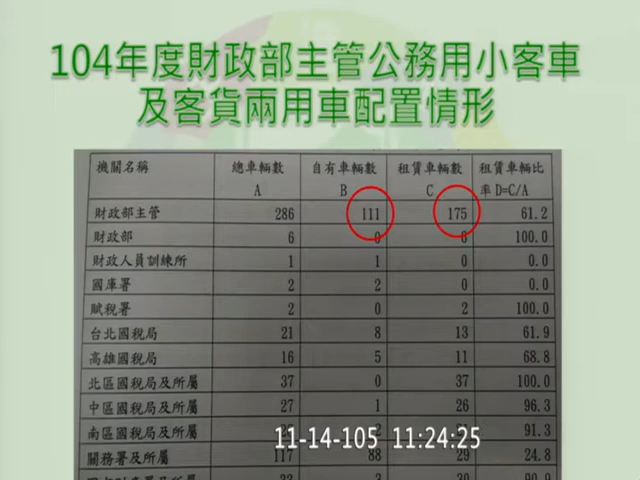 104年度財政部主管公務用小客車
及客貨兩用車配置情形
機關名稱 總車輛數 A 自有車輛數 B 租賃車輛數 C 租賃車輛比率 D=C/A
財政部主管 286 111 175 61.2
財政部 6 0 100.0
財政人員訓練所 1 1 0 0.0
國庫署 2 2 0 0.0
賦稅署 2 0 2 100.0
台北國稅局 21 8 13 61.9
高雄國稅局 16 5 11 68.8
北區國稅局及所屬 37 0 37 100.0
中區國稅局及所屬 27 1 26 96.3
南區國稅局及所屬 2 91.3
關務署及所屬 117 88 29 24.8
11-14-105 11:24:25